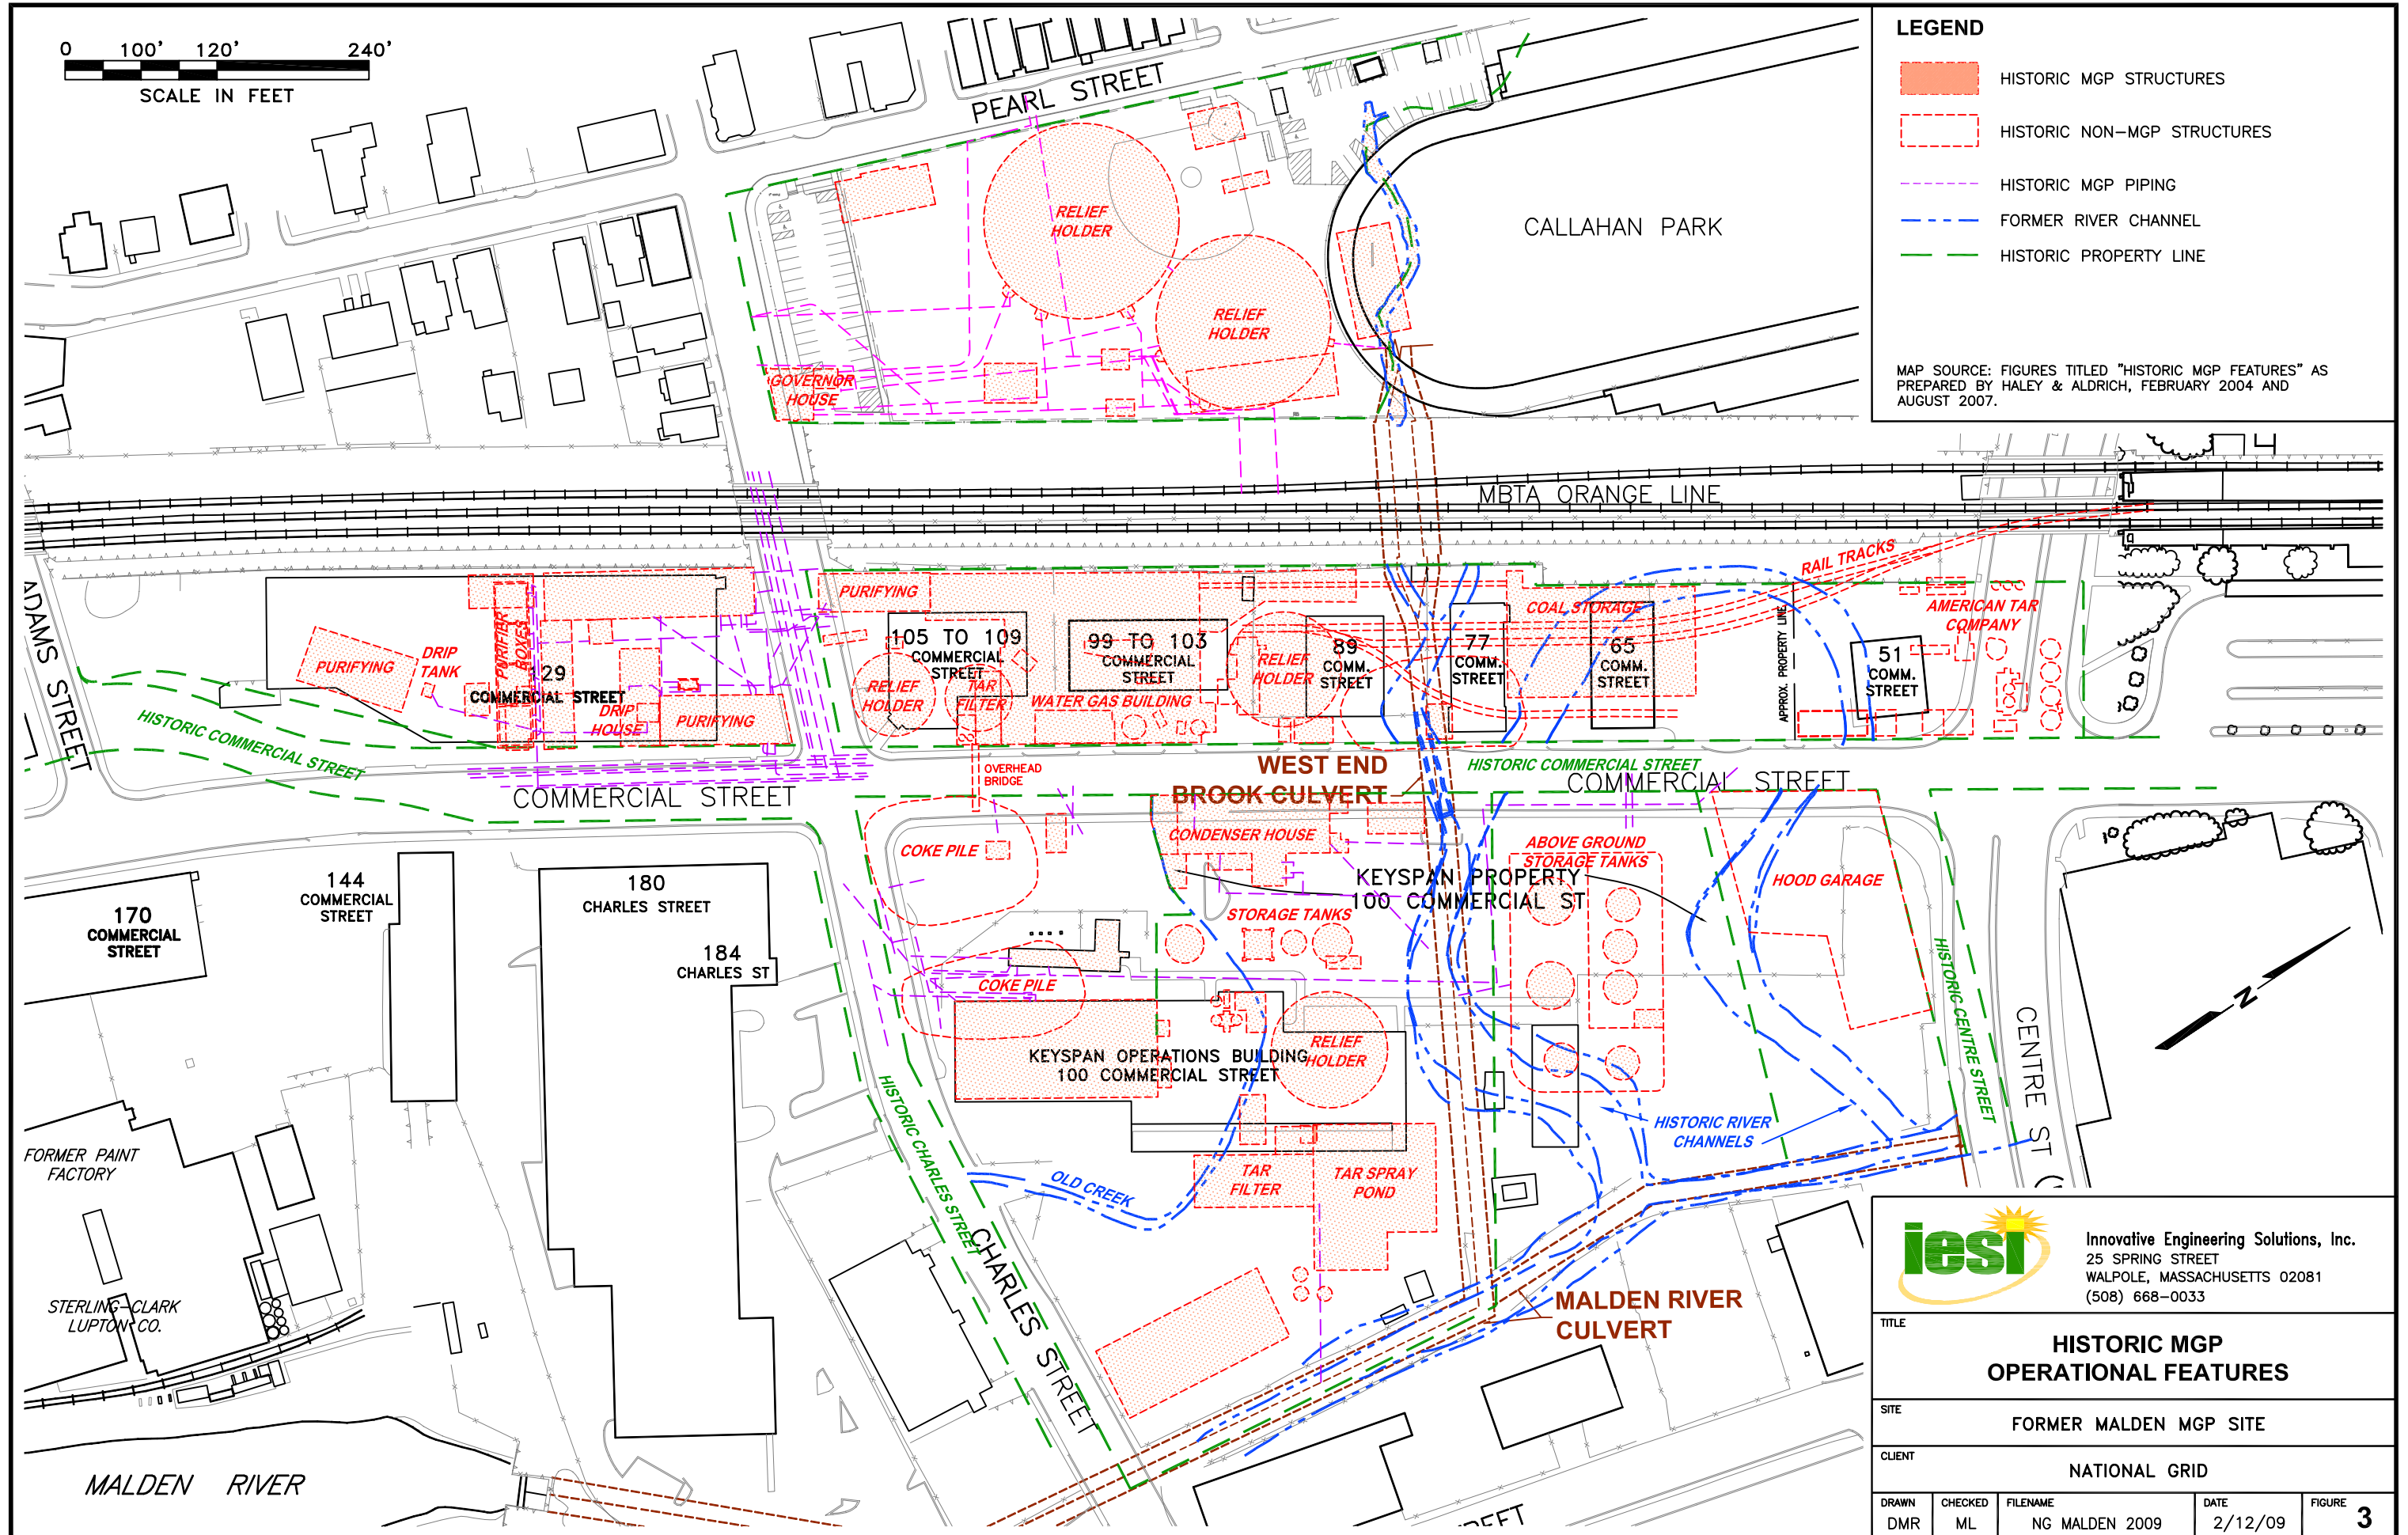 0 100' 120' 240'
SCALE IN FEET
PEARL STREET
RELIEF
HOLDER
RELIEF
HOLDER
CALLAHAN PARK
GOVERNOR
HOUSE
MBTA ORANGE LINE
RAIL TRACKS
ADAMS STREET
PURIFYING
DRIP
TANK
PURIFIER
BOXES
129
COMMERCIAL STREET
DRIP
HOUSE
PURIFYING
PURIFYING
105 TO 109
COMMERCIAL
STREET
RELIEF
HOLDER
TAR
FILTER
99 TO 103
COMMERCIAL
STREET
WATER GAS BUILDING
RELIEF
HOLDER
89
COMM.
STREET
77
COMM.
STREET
COAL STORAGE
65
COMM.
STREET
APPROX. PROPERTY LINE
51
COMM.
STREET
AMERICAN TAR
COMPANY
HISTORIC COMMERCIAL STREET
COMMERCIAL STREET
OVERHEAD
BRIDGE
WEST END
BROOK CULVERT
HISTORIC COMMERCIAL STREET
COMMERCIAL STREET
COKE PILE
CONDENSER HOUSE
ABOVE GROUND
STORAGE TANKS
HOOD GARAGE
KEYSPAN PROPERTY
100 COMMERCIAL ST
STORAGE TANKS
170
COMMERCIAL
STREET
144
COMMERCIAL
STREET
180
CHARLES STREET
184
CHARLES ST
COKE PILE
KEYSPAN OPERATIONS BUILDING
100 COMMERCIAL STREET
RELIEF
HOLDER
HISTORIC CHARLES STREET
HISTORIC CENTRE STREET
CENTRE ST
HISTORIC RIVER
CHANNELS
OLD CREEK
TAR
FILTER
TAR SPRAY
POND
CHARLES STREET
FORMER PAINT
FACTORY
STERLING-CLARK
LUPTON CO.
MALDEN RIVER
CULVERT
MALDEN RIVER
N
LEGEND
HISTORIC MGP STRUCTURES
HISTORIC NON-MGP STRUCTURES
HISTORIC MGP PIPING
FORMER RIVER CHANNEL
HISTORIC PROPERTY LINE
MAP SOURCE: FIGURES TITLED "HISTORIC MGP FEATURES" AS
PREPARED BY HALEY & ALDRICH, FEBRUARY 2004 AND
AUGUST 2007.
iesi
Innovative Engineering Solutions, Inc.
25 SPRING STREET
WALPOLE, MASSACHUSETTS 02081
(508) 668-0033
TITLE
HISTORIC MGP
OPERATIONAL FEATURES
SITE
FORMER MALDEN MGP SITE
CLIENT
NATIONAL GRID
DRAWN
DMR
CHECKED
ML
FILENAME
NG MALDEN 2009
DATE
2/12/09
FIGURE
3